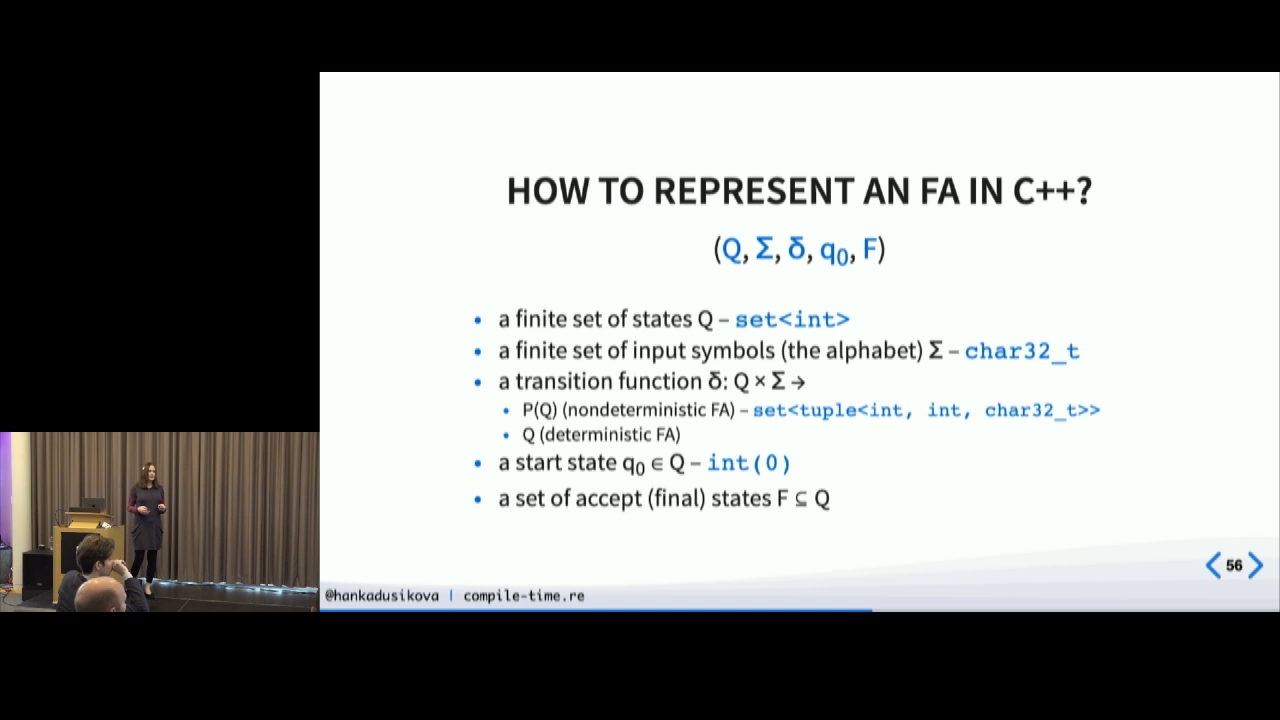 HOW TO REPRESENT AN FA IN C++?
(Q, Σ, δ, q₀, F)
• a finite set of states Q – set<int>
• a finite set of input symbols (the alphabet) Σ – char32_t
• a transition function δ: Q × Σ →
• P(Q) (nondeterministic FA) – set<tuple<int, int, char32_t>>
• Q (deterministic FA)
• a start state q₀ ∈ Q – int(0)
• a set of accept (final) states F ⊆ Q
56
@hankadusikova | compile-time.re